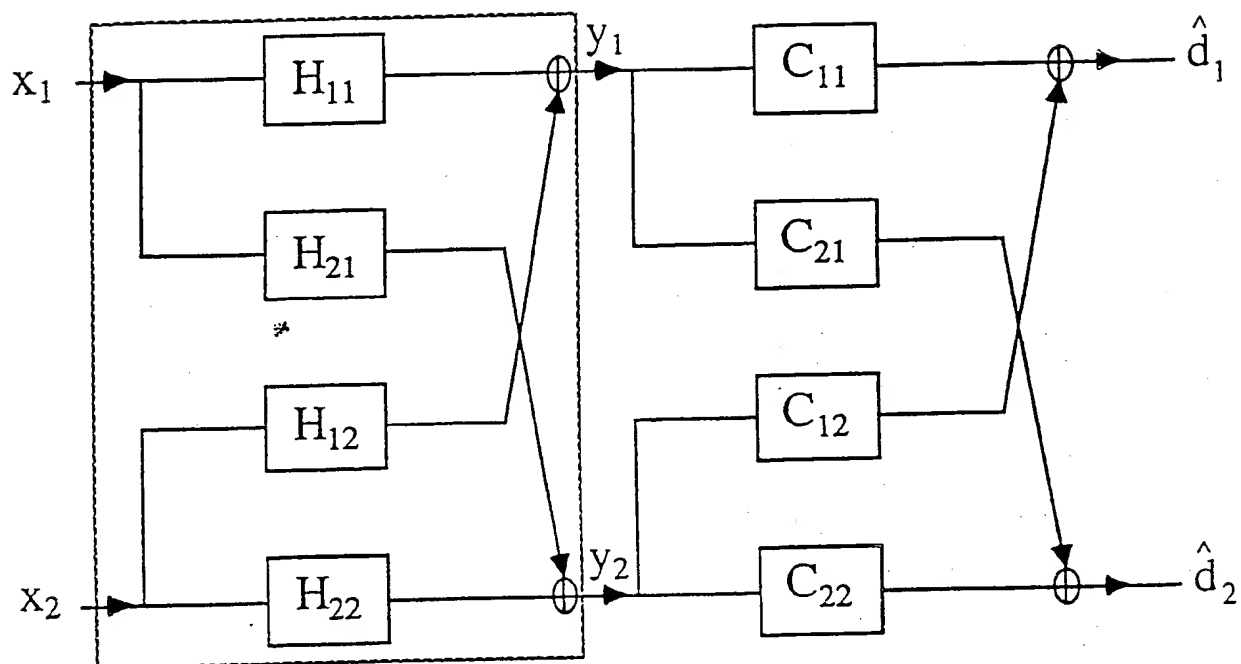 x₁ H₁₁ y₁ C₁₁ d̂₁
H₂₁ C₂₁
H₁₂ C₁₂
x₂ H₂₂ y₂ C₂₂ d̂₂